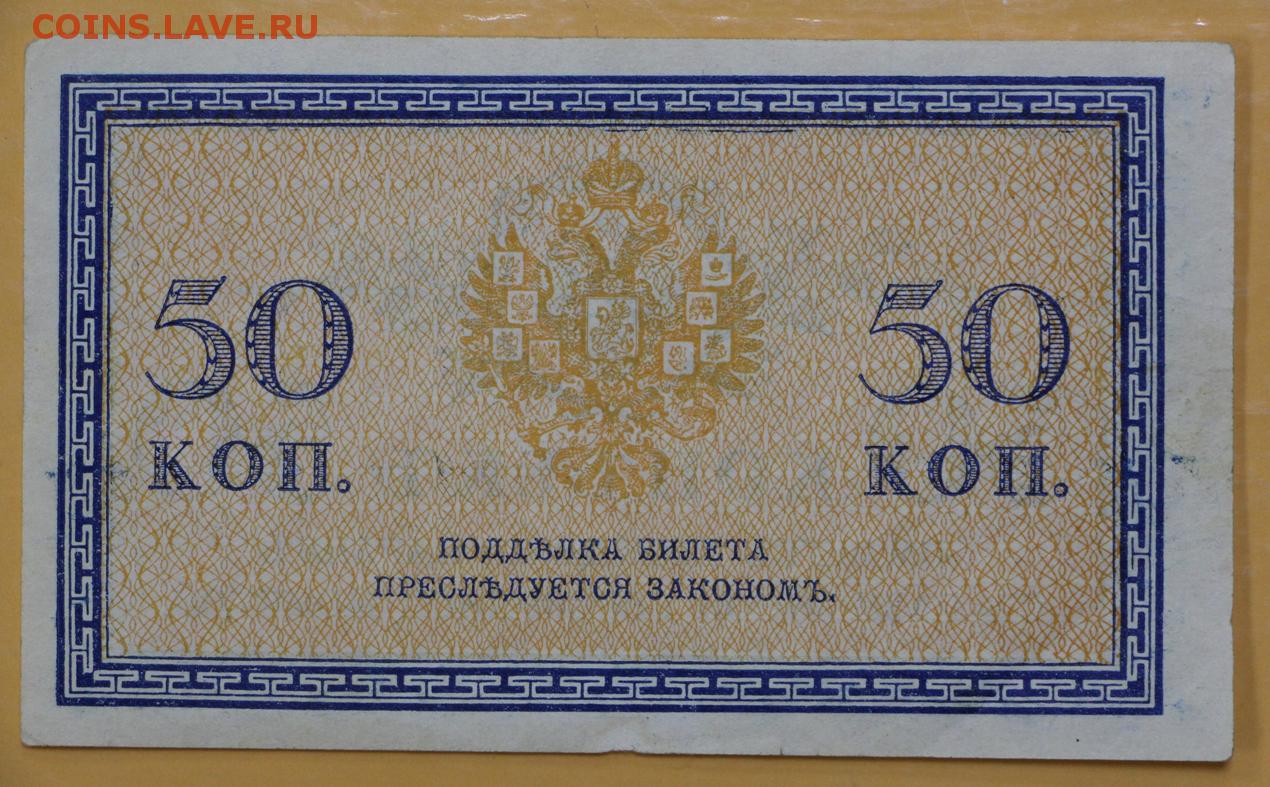 COINS.LAVE.RU
50 50
КОП. КОП.
ПОДДѢЛКА БИЛЕТА
ПРЕСЛѢДУЕТСЯ ЗАКОНОМЪ.